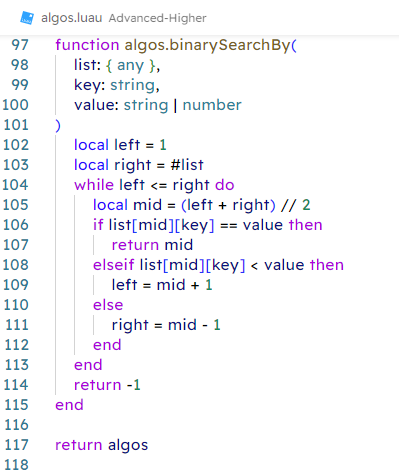 algos.luau Advanced-Higher
97 function algos.binarySearchBy(
98 list: { any },
99 key: string,
100 value: string | number
101 )
102 local left = 1
103 local right = #list
104 while left <= right do
105 local mid = (left + right) // 2
106 if list[mid][key] == value then
107 return mid
108 elseif list[mid][key] < value then
109 left = mid + 1
110 else
111 right = mid - 1
112 end
113 end
114 return -1
115 end
116
117 return algos
118